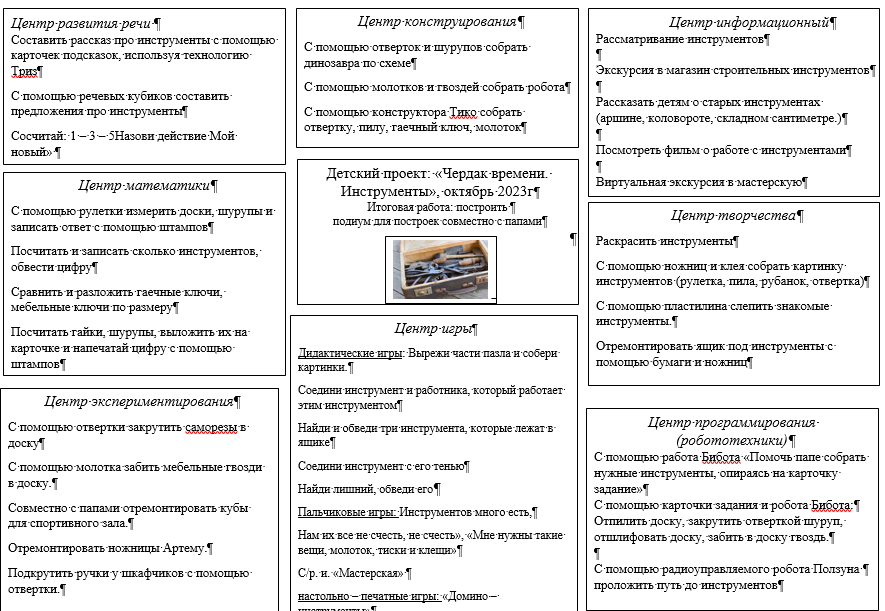 Центр развития речи
Составить рассказ про инструменты с помощью
карточек подсказок, используя технологию
Триз
С помощью речевых кубиков составить
предложения про инструменты
Сосчитай: 1 – 3 – 5Назови действие Мой
новый»
Центр математики
С помощью рулетки измерить доски, шурупы и
записать ответ с помощью штампов
Посчитать и записать сколько инструментов,
обвести цифру
Сравнить и разложить гаечные ключи,
мебельные ключи по размеру
Посчитать гайки, шурупы, выложить их на
карточке и напечатай цифру с помощью
штампов
Центр экспериментирования
С помощью отвертки закрутить саморезы в
доску
С помощью молотка забить мебельные гвозди
в доску.
Совместно с папами отремонтировать кубы
для спортивного зала.
Отремонтировать ножницы Артему.
Подкрутить ручки у шкафчиков с помощью
отвертки.
Центр конструирования
С помощью отверток и шурупов собрать
динозавра по схеме
С помощью молотков и гвоздей собрать робота
С помощью конструктора Тико собрать
отвертку, пилу, гаечный ключ, молоток
Детский проект: «Чердак времени.
Инструменты», октябрь 2023г
Итоговая работа: построить
подиум для построек совместно с папами
Центр игры
Дидактические игры: Вырежи части пазла и собери
картинки.
Соедини инструмент и работника, который работает
этим инструментом
Найди и обведи три инструмента, которые лежат в
ящике
Соедини инструмент с его тенью
Найди лишний, обведи его
Пальчиковые игры: Инструментов много есть,
Нам их все не счесть, не счесть», «Мне нужны такие
вещи, молоток, тиски и клещи»
С/р. и. «Мастерская»
настольно – печатные игры: «Домино –
инструменты»
Центр информационный
Рассматривание инструментов
Экскурсия в магазин строительных инструментов
Рассказать детям о старых инструментах
(аршине, коловороте, складном сантиметре.)
Посмотреть фильм о работе с инструментами
Виртуальная экскурсия в мастерскую
Центр творчества
Раскрасить инструменты
С помощью ножниц и клея собрать картинку
инструментов (рулетка, пила, рубанок, отвертка)
С помощью пластилина слепить знакомые
инструменты.
Отремонтировать ящик под инструменты с
помощью бумаги и ножниц
Центр программирования
(робототехники)
С помощью работа Бибота «Помочь папе собрать
нужные инструменты, опираясь на карточку
задание»
С помощью карточки задания и робота Бибота:
Отпилить доску, закрутить отверткой шуруп,
отшлифовать доску, забить в доску гвоздь.
С помощью радиоуправляемого робота Ползуна
проложить путь до инструментов